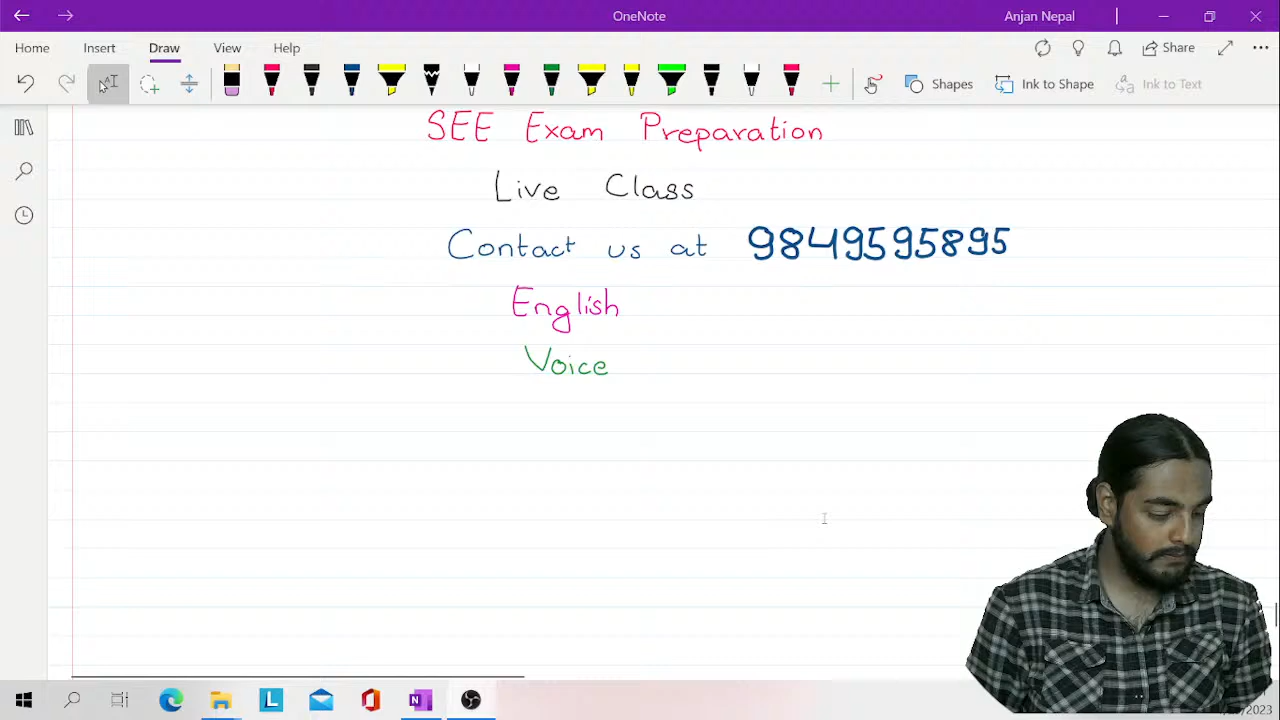 OneNote
Anjan Nepal
Home Insert Draw View Help
Share
Shapes Ink to Shape Ink to Text
SEE Exam Preparation
Live Class
Contact us at 9849595895
English
Voice